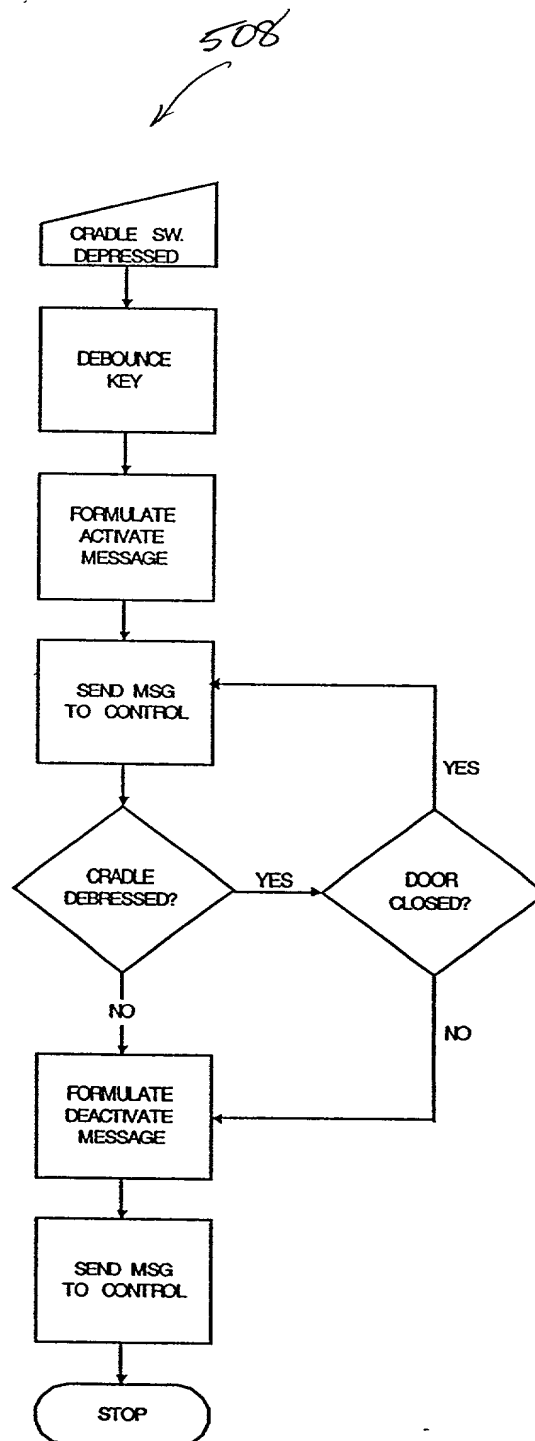 508
CRADLE SW.
DEPRESSED
DEBOUNCE
KEY
FORMULATE
ACTIVATE
MESSAGE
SEND MSG
TO CONTROL
YES
CRADLE
DEBRESSED?
YES
DOOR
CLOSED?
NO
NO
FORMULATE
DEACTIVATE
MESSAGE
SEND MSG
TO CONTROL
STOP